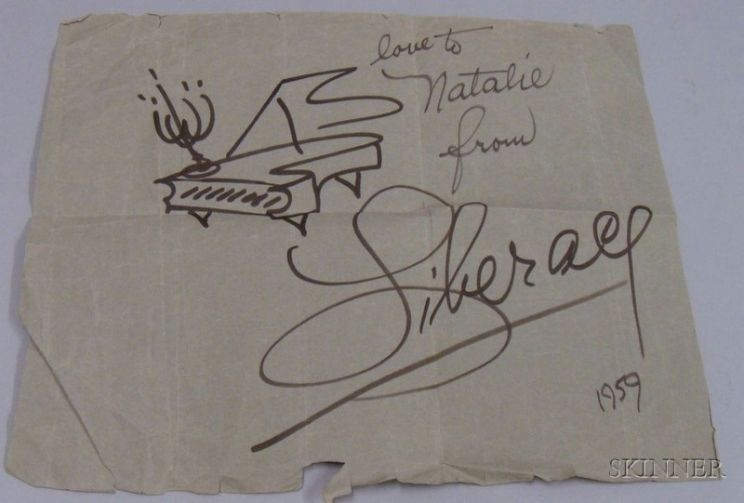 love to
Natalie
from
Liberace
1959
SKINNER